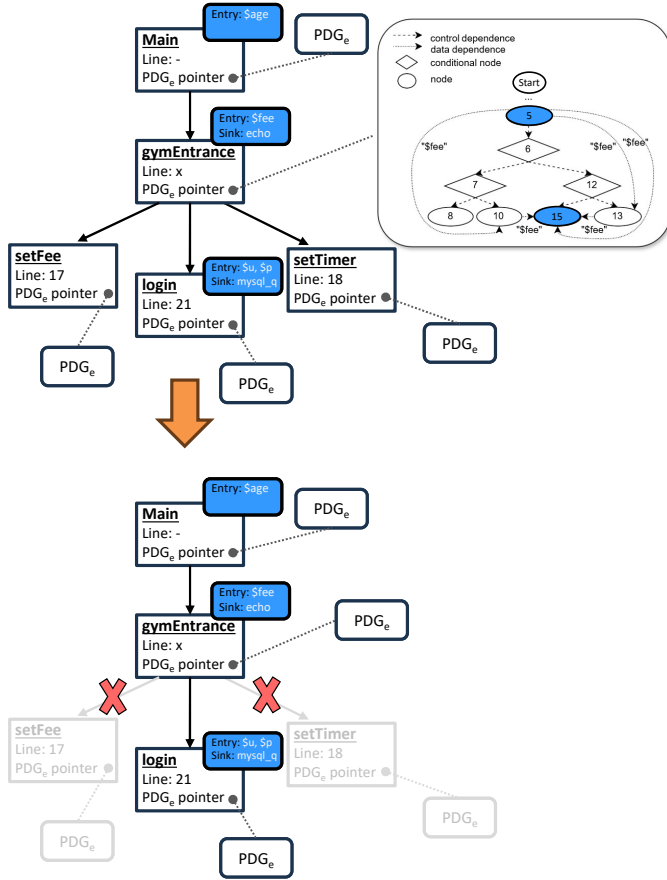 Entry: $age
Main
Line: -
PDGe pointer
PDGe
control dependence
data dependence
conditional node
node
Start
...
5
"$fee"
6
"$fee"
"$fee"
7
12
8
10
15
13
"$fee"
"$fee"
Entry: $fee
Sink: echo
gymEntrance
Line: x
PDGe pointer
setFee
Line: 17
PDGe pointer
Entry: $u, $p
Sink: mysql_q
login
Line: 21
PDGe pointer
setTimer
Line: 18
PDGe pointer
PDGe
PDGe
PDGe
Entry: $age
Main
Line: -
PDGe pointer
PDGe
Entry: $fee
Sink: echo
gymEntrance
Line: x
PDGe pointer
PDGe
setFee
Line: 17
PDGe pointer
Entry: $u, $p
Sink: mysql_q
login
Line: 21
PDGe pointer
setTimer
Line: 18
PDGe pointer
PDGe
PDGe
PDGe